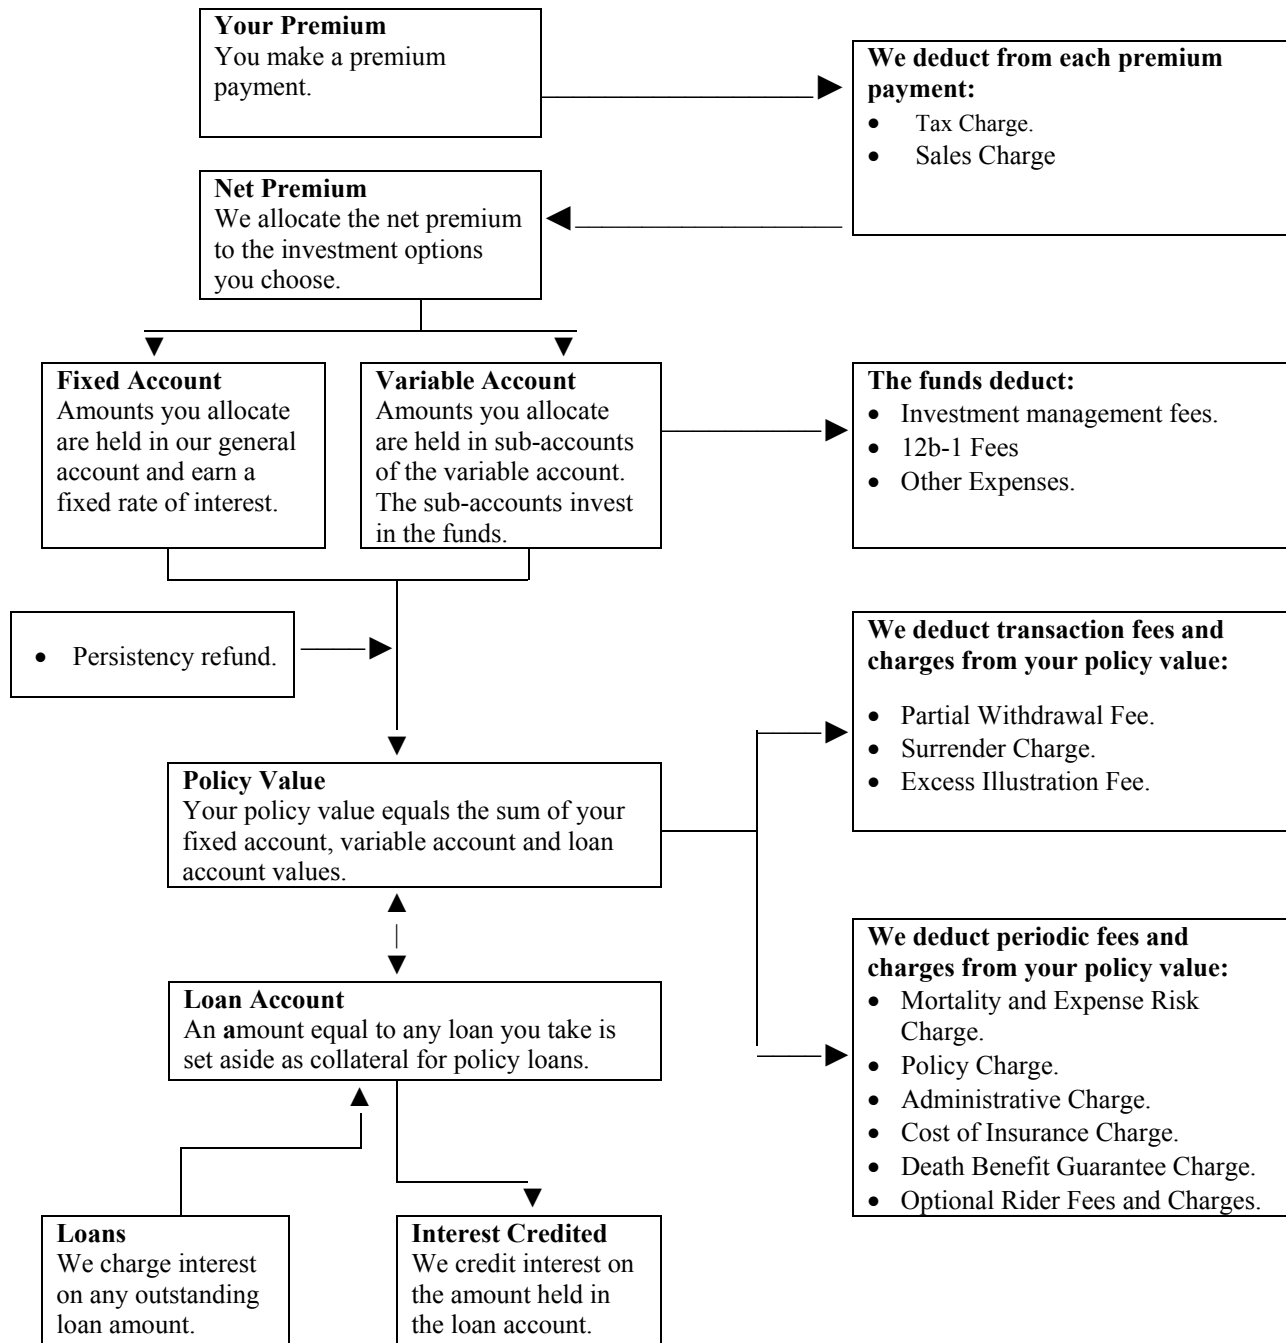 Your Premium
You make a premium
payment.
We deduct from each premium
payment:
• Tax Charge.
• Sales Charge
Net Premium
We allocate the net premium
to the investment options
you choose.
Fixed Account
Amounts you allocate
are held in our general
account and earn a
fixed rate of interest.
Variable Account
Amounts you allocate
are held in sub-accounts
of the variable account.
The sub-accounts invest
in the funds.
The funds deduct:
• Investment management fees.
• 12b-1 Fees
• Other Expenses.
• Persistency refund.
We deduct transaction fees and
charges from your policy value:
• Partial Withdrawal Fee.
• Surrender Charge.
• Excess Illustration Fee.
Policy Value
Your policy value equals the sum of your
fixed account, variable account and loan
account values.
We deduct periodic fees and
charges from your policy value:
• Mortality and Expense Risk
Charge.
• Policy Charge.
• Administrative Charge.
• Cost of Insurance Charge.
• Death Benefit Guarantee Charge.
• Optional Rider Fees and Charges.
Loan Account
An amount equal to any loan you take is
set aside as collateral for policy loans.
Loans
We charge interest
on any outstanding
loan amount.
Interest Credited
We credit interest on
the amount held in
the loan account.